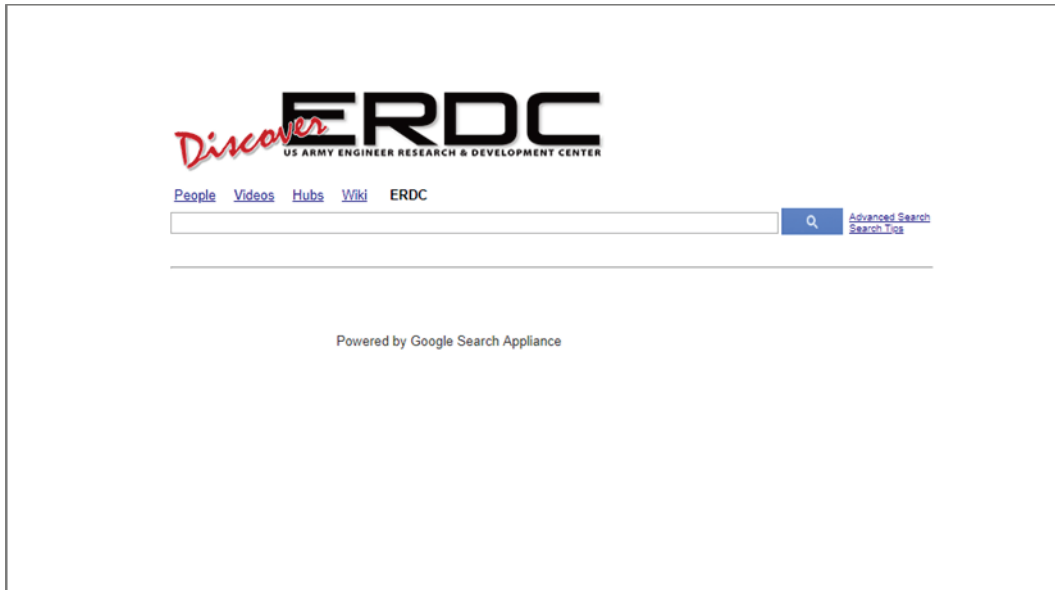 Discover ERDC
US ARMY ENGINEER RESEARCH & DEVELOPMENT CENTER
People Videos Hubs Wiki ERDC
Advanced Search
Search Tips
Powered by Google Search Appliance